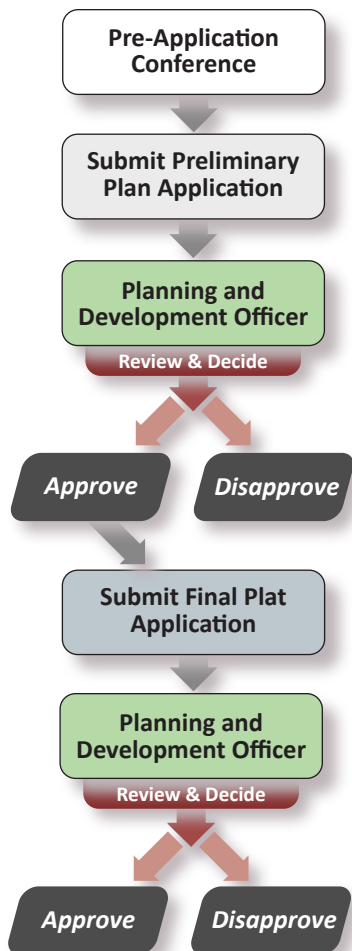 Pre-Application
Conference
Submit Preliminary
Plan Application
Planning and
Development Officer
Review & Decide
Approve
Disapprove
Submit Final Plat
Application
Planning and
Development Officer
Review & Decide
Approve
Disapprove